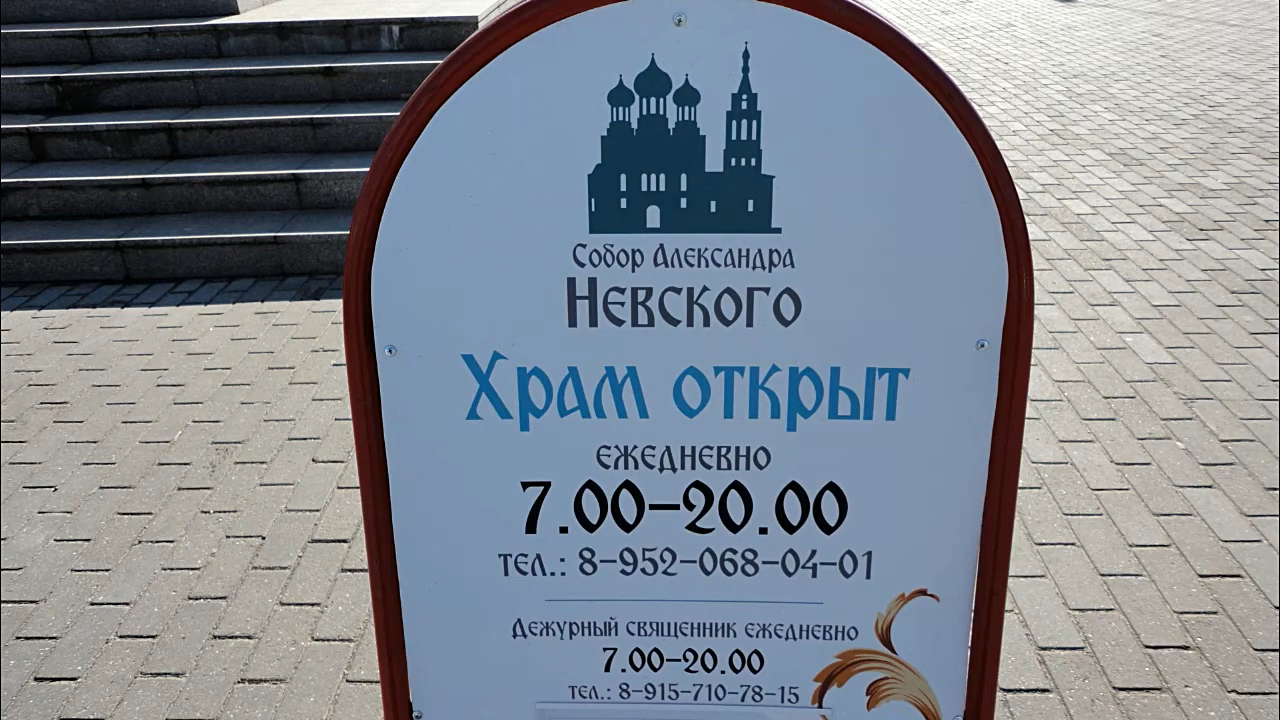 Собор Александра
Невского
Храм открыт
ежедневно
7.00–20.00
тел.: 8-952-068-04-01
Дежурный священник ежедневно
7.00–20.00
тел.: 8-915-710-78-15